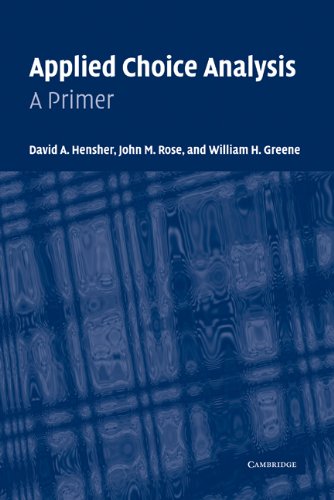 Applied Choice Analysis
A Primer
David A. Hensher, John M. Rose, and William H. Greene
CAMBRIDGE